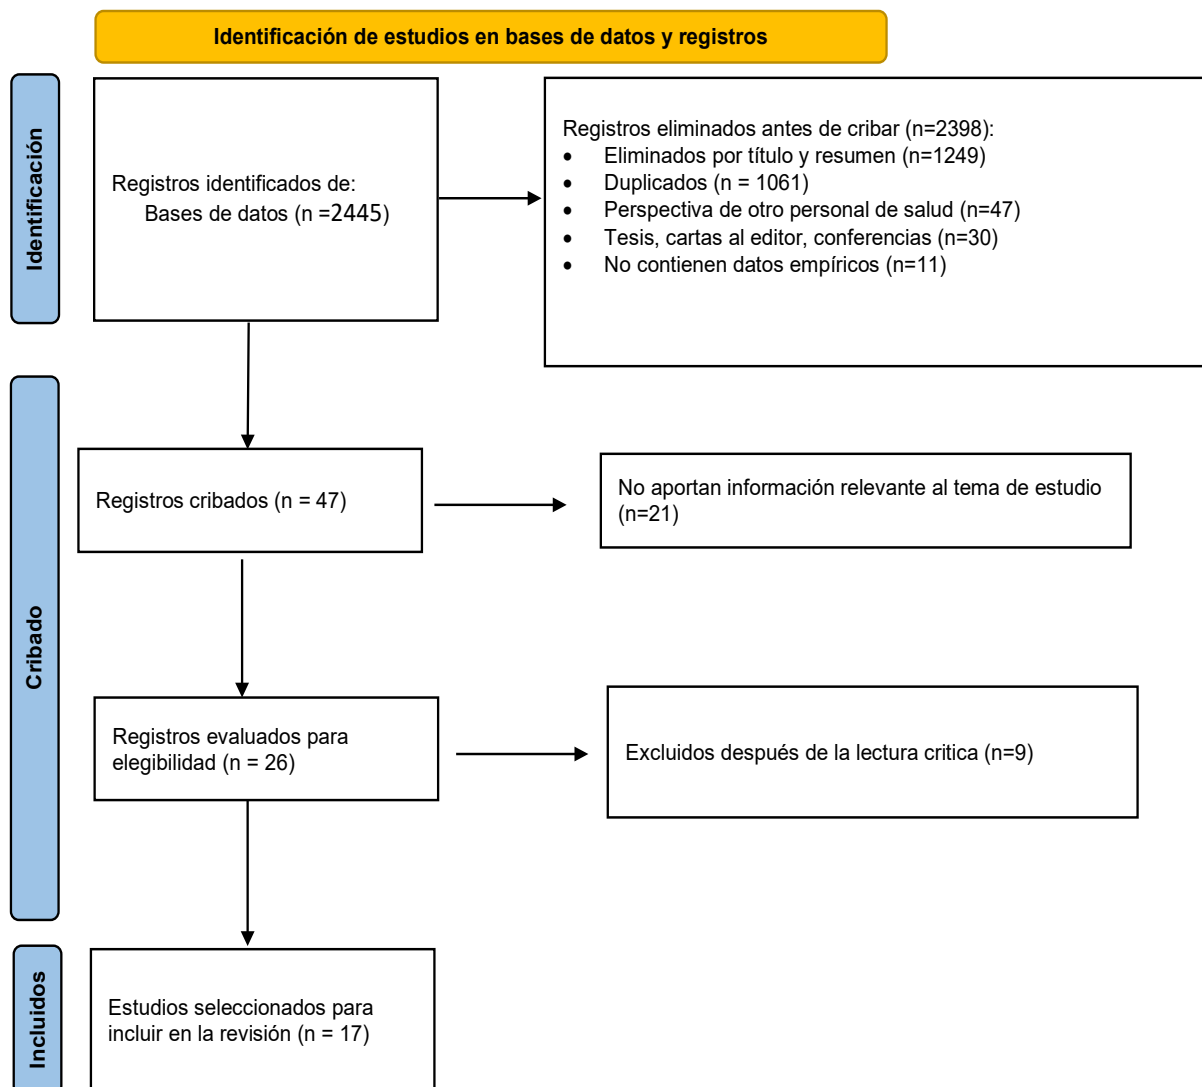 Identificación de estudios en bases de datos y registros
Identificación
Registros identificados de:
Bases de datos (n =2445)
Registros eliminados antes de cribar (n=2398):
• Eliminados por título y resumen (n=1249)
• Duplicados (n = 1061)
• Perspectiva de otro personal de salud (n=47)
• Tesis, cartas al editor, conferencias (n=30)
• No contienen datos empíricos (n=11)
Cribado
Registros cribados (n = 47)
No aportan información relevante al tema de estudio
(n=21)
Registros evaluados para
elegibilidad (n = 26)
Excluidos después de la lectura critica (n=9)
Incluidos
Estudios seleccionados para
incluir en la revisión (n = 17)